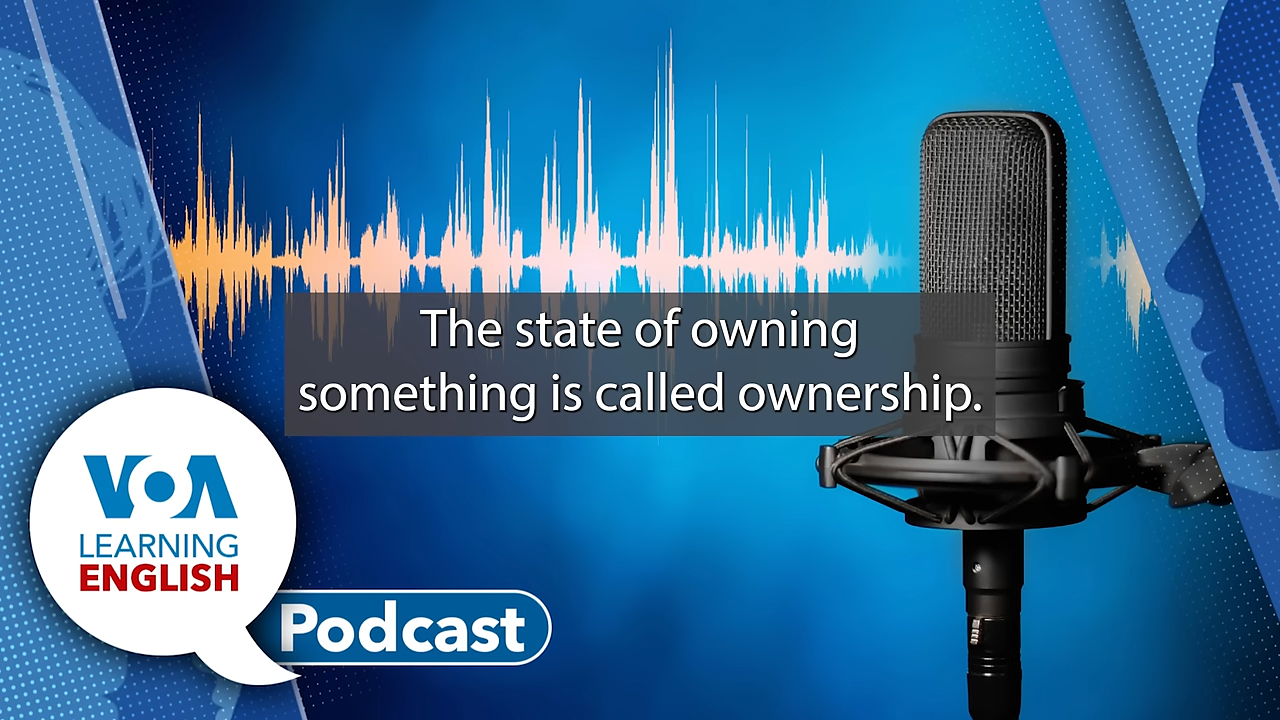 The state of owning
something is called ownership.
VOA
LEARNING
ENGLISH
Podcast